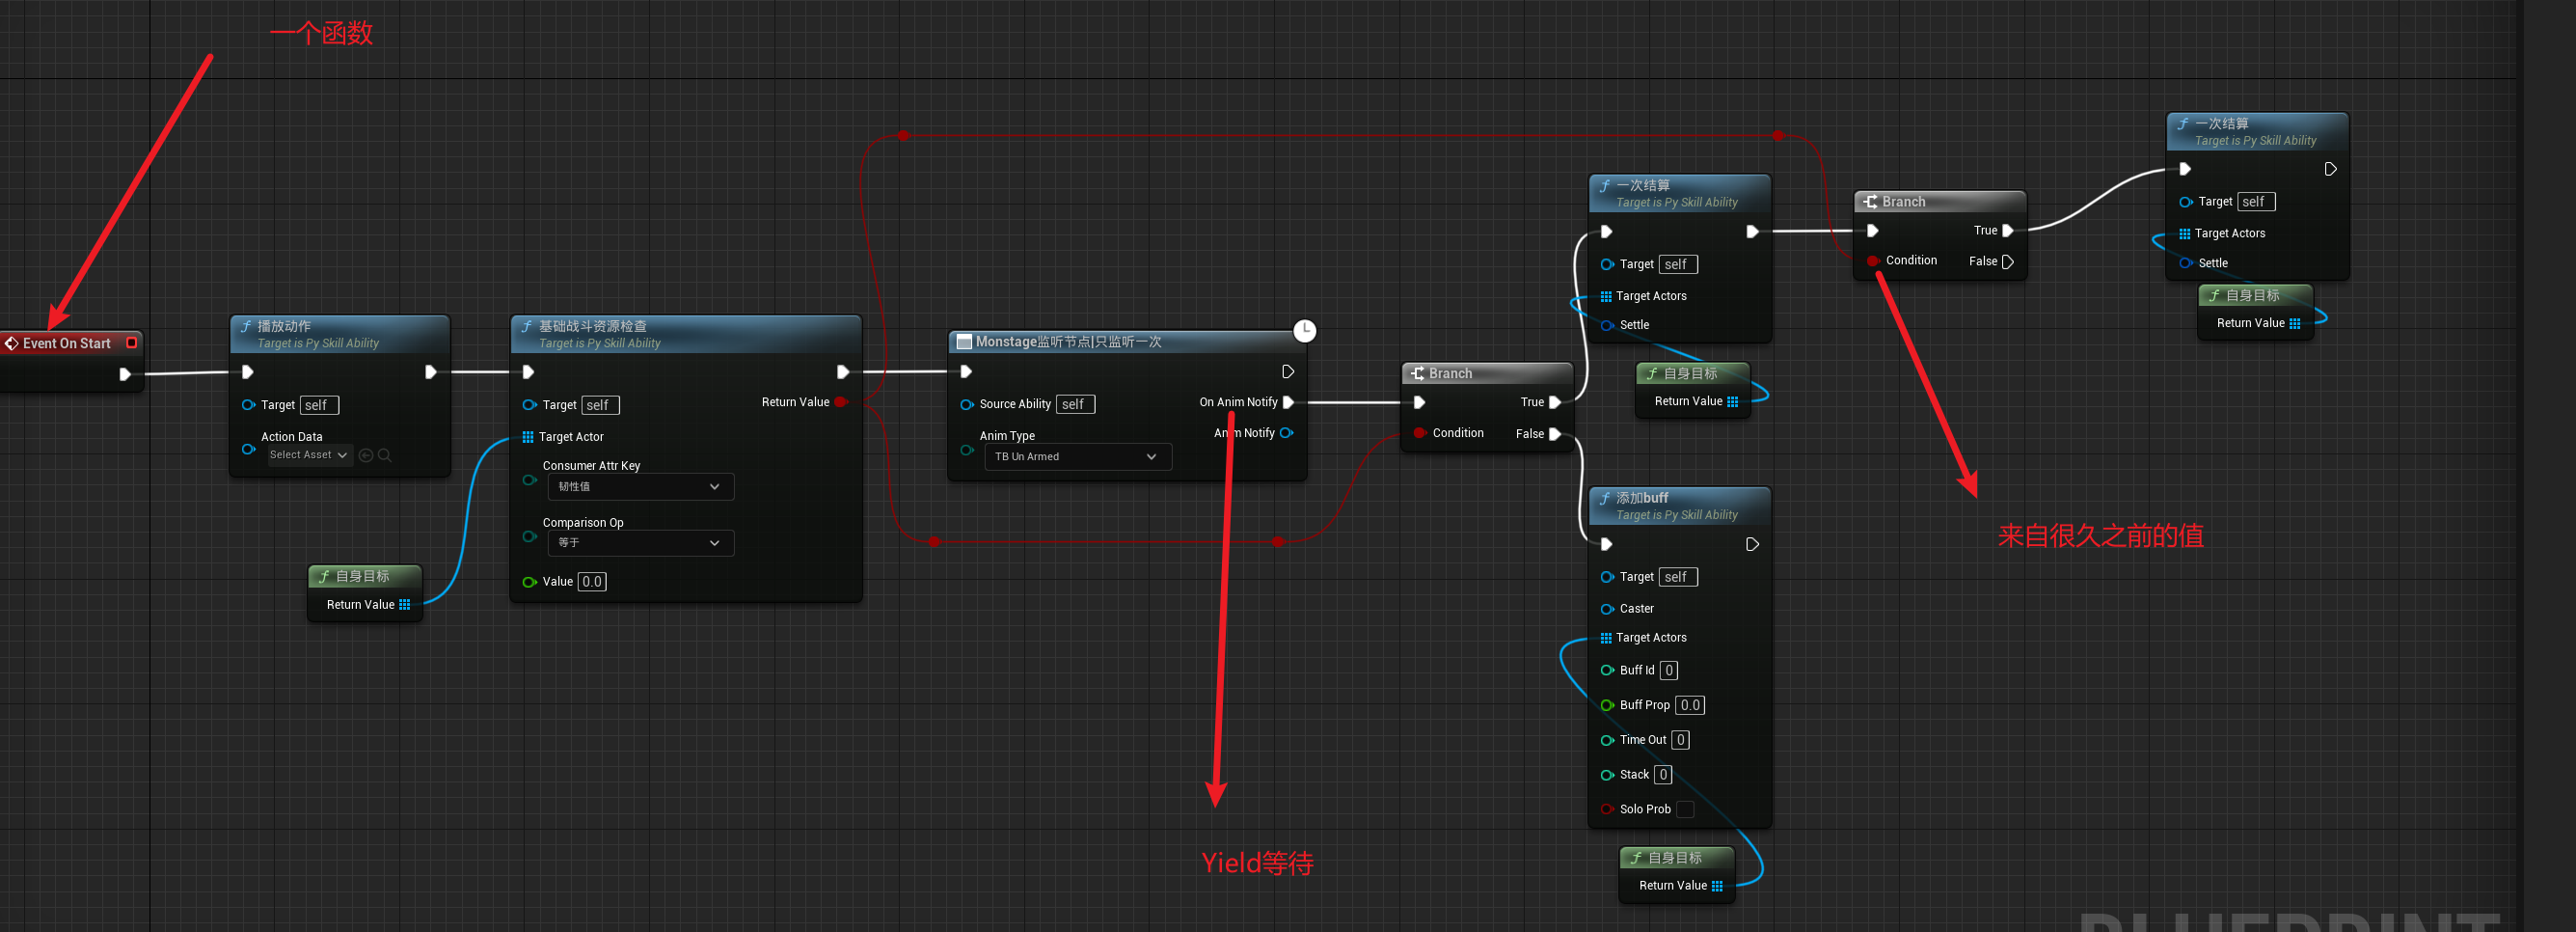 一个函数
Event On Start
播放动作
Target is Py Skill Ability
Target self
Action Data
Select Asset
自身目标
Return Value
基础战斗资源检查
Target is Py Skill Ability
Return Value
Target self
Target Actor
Consumer Attr Key
韧性值
Comparison Op
等于
Value 0.0
Monstage监听节点|只监听一次
Source Ability self
On Anim Notify
Anim Type
Anim Notify
TB Un Armed
Yield等待
Branch
True
Condition
False
一次结算
Target is Py Skill Ability
Target self
Target Actors
Settle
自身目标
Return Value
添加buff
Target is Py Skill Ability
Target self
Caster
Target Actors
Buff Id 0
Buff Prop 0.0
Time Out 0
Stack 0
Solo Prob
自身目标
Return Value
Branch
True
Condition
False
来自很久之前的值
一次结算
Target is Py Skill Ability
Target self
Target Actors
Settle
自身目标
Return Value
BLUEPRINT